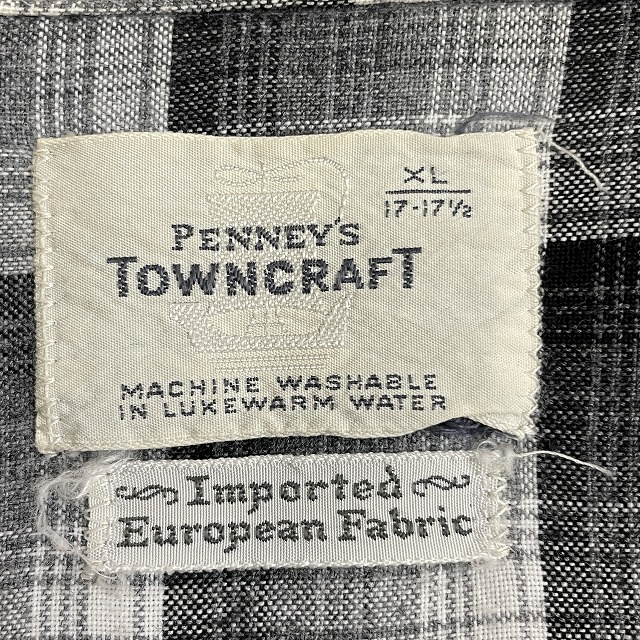 XL
17-17½
PENNEY'S
TOWNCRAFT
MACHINE WASHABLE
IN LUKEWARM WATER
Imported
European Fabric